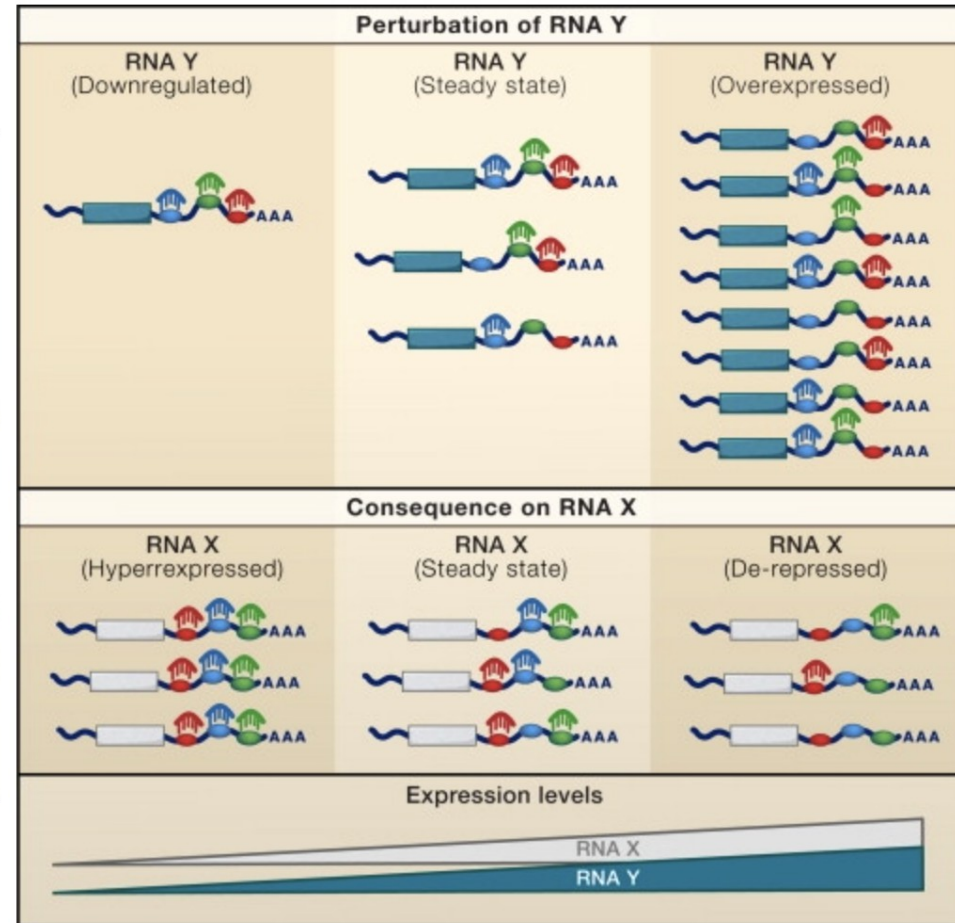 Perturbation of RNA Y
RNA Y
(Downregulated)
RNA Y
(Steady state)
RNA Y
(Overexpressed)
AAA
AAA
AAA
AAA
AAA
AAA
AAA
AAA
AAA
AAA
AAA
AAA
Consequence on RNA X
RNA X
(Hyperrexpressed)
RNA X
(Steady state)
RNA X
(De-repressed)
AAA
AAA
AAA
AAA
AAA
AAA
AAA
AAA
AAA
Expression levels
RNA X
RNA Y